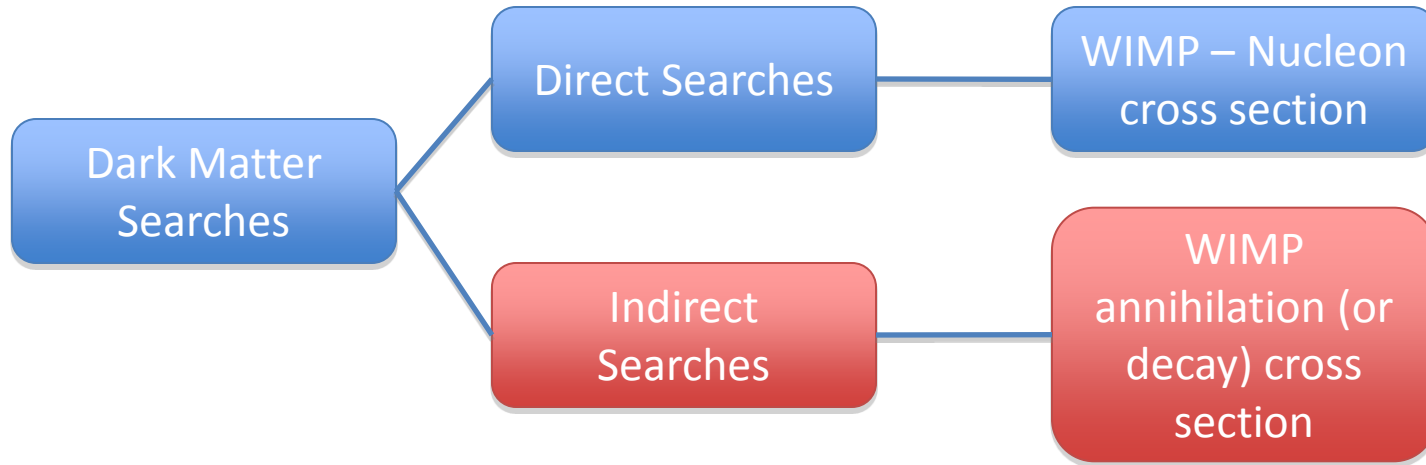 Dark Matter
Searches
Direct Searches
WIMP – Nucleon
cross section
Indirect
Searches
WIMP
annihilation (or
decay) cross
section